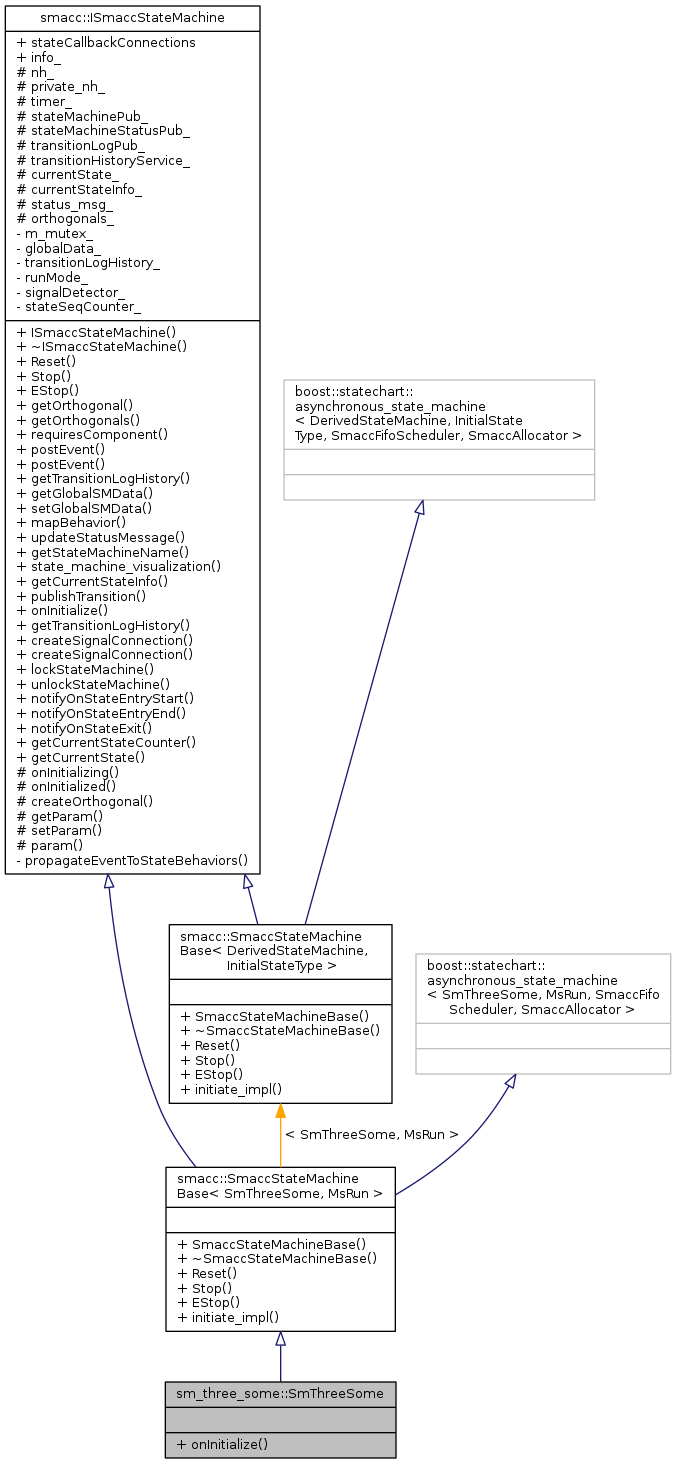 smacc::ISmaccStateMachine
+ stateCallbackConnections
+ info_
# nh_
# private_nh_
# timer_
# stateMachinePub_
# stateMachineStatusPub_
# transitionLogPub_
# transitionHistoryService_
# currentState_
# currentStateInfo_
# status_msg_
# orthogonals_
- m_mutex_
- globalData_
- transitionLogHistory_
- runMode_
- signalDetector_
- stateSeqCounter_
+ ISmaccStateMachine()
+ ~ISmaccStateMachine()
+ Reset()
+ Stop()
+ EStop()
+ getOrthogonal()
+ getOrthogonals()
+ requiresComponent()
+ postEvent()
+ postEvent()
+ getTransitionLogHistory()
+ getGlobalSMData()
+ setGlobalSMData()
+ mapBehavior()
+ updateStatusMessage()
+ getStateMachineName()
+ state_machine_visualization()
+ getCurrentStateInfo()
+ publishTransition()
+ onInitialize()
+ getTransitionLogHistory()
+ createSignalConnection()
+ createSignalConnection()
+ lockStateMachine()
+ unlockStateMachine()
+ notifyOnStateEntryStart()
+ notifyOnStateEntryEnd()
+ notifyOnStateExit()
+ getCurrentStateCounter()
+ getCurrentState()
# onInitializing()
# onInitialized()
# createOrthogonal()
# getParam()
# setParam()
# param()
- propagateEventToStateBehaviors()
boost::statechart::
asynchronous_state_machine
< DerivedStateMachine, InitialState
Type, SmaccFifoScheduler, SmaccAllocator >
smacc::SmaccStateMachine
Base< DerivedStateMachine,
InitialStateType >
+ SmaccStateMachineBase()
+ ~SmaccStateMachineBase()
+ Reset()
+ Stop()
+ EStop()
+ initiate_impl()
boost::statechart::
asynchronous_state_machine
< SmThreeSome, MsRun, SmaccFifo
Scheduler, SmaccAllocator >
< SmThreeSome, MsRun >
smacc::SmaccStateMachine
Base< SmThreeSome, MsRun >
+ SmaccStateMachineBase()
+ ~SmaccStateMachineBase()
+ Reset()
+ Stop()
+ EStop()
+ initiate_impl()
sm_three_some::SmThreeSome
+ onInitialize()